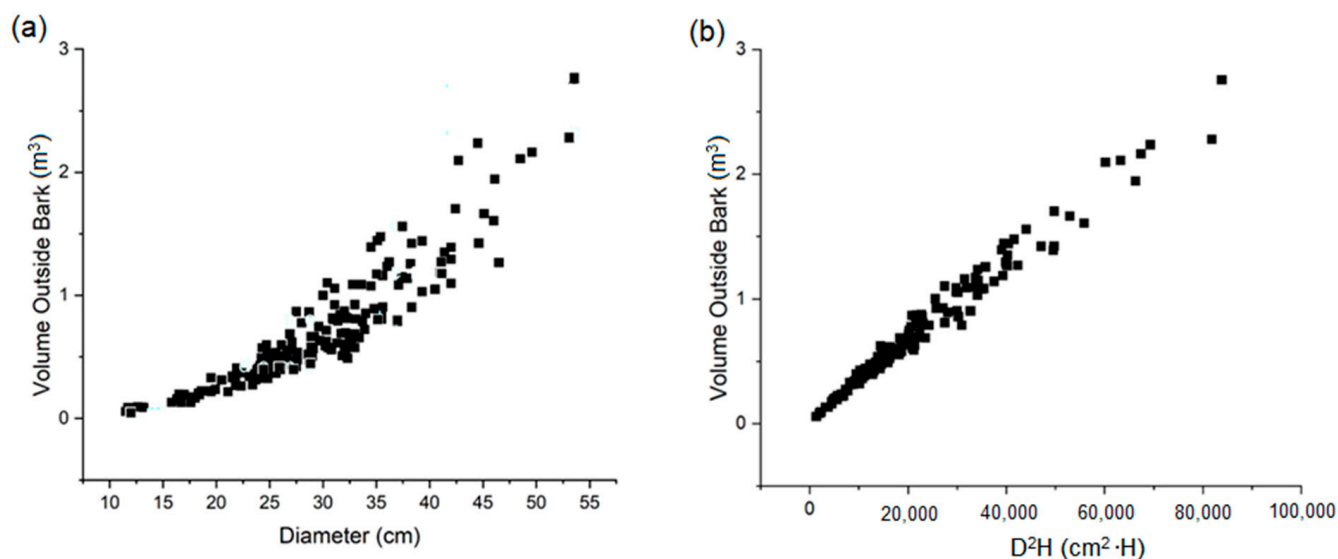 (a)
3
2
1
0
Volume Outside Bark (m³)
10 15 20 25 30 35 40 45 50 55
Diameter (cm)
(b)
3
2
1
0
Volume Outside Bark (m³)
0 20,000 40,000 60,000 80,000 100,000
D²H (cm²·H)